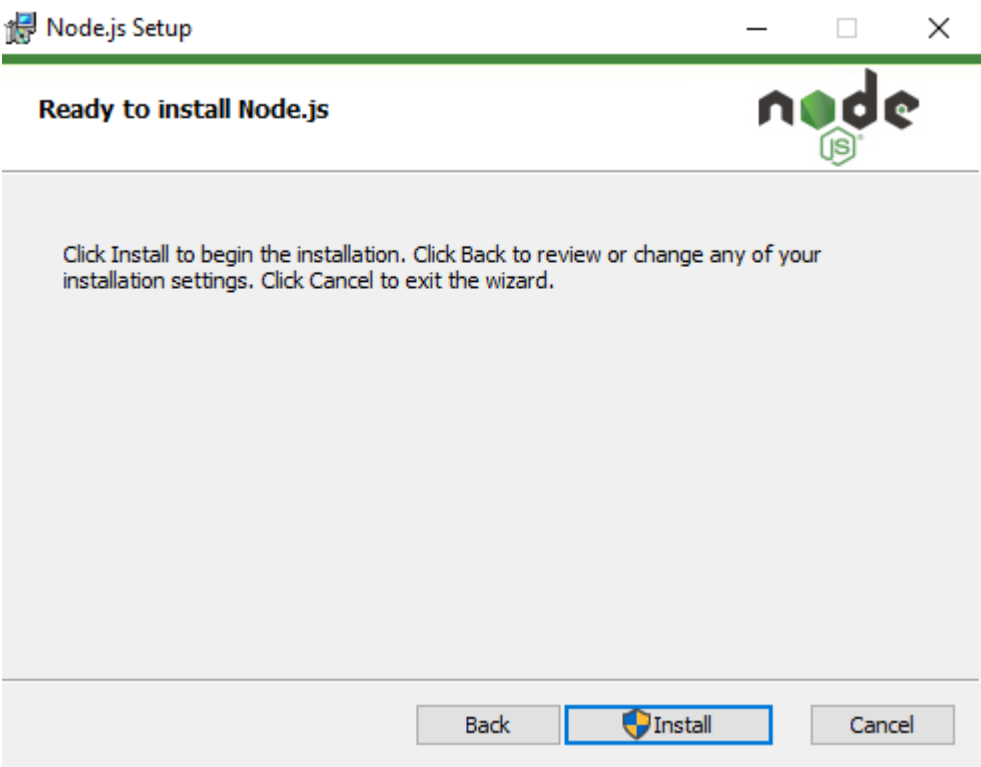 Node.js Setup
Ready to install Node.js
node
JS
Click Install to begin the installation. Click Back to review or change any of your
installation settings. Click Cancel to exit the wizard.
Back
Install
Cancel